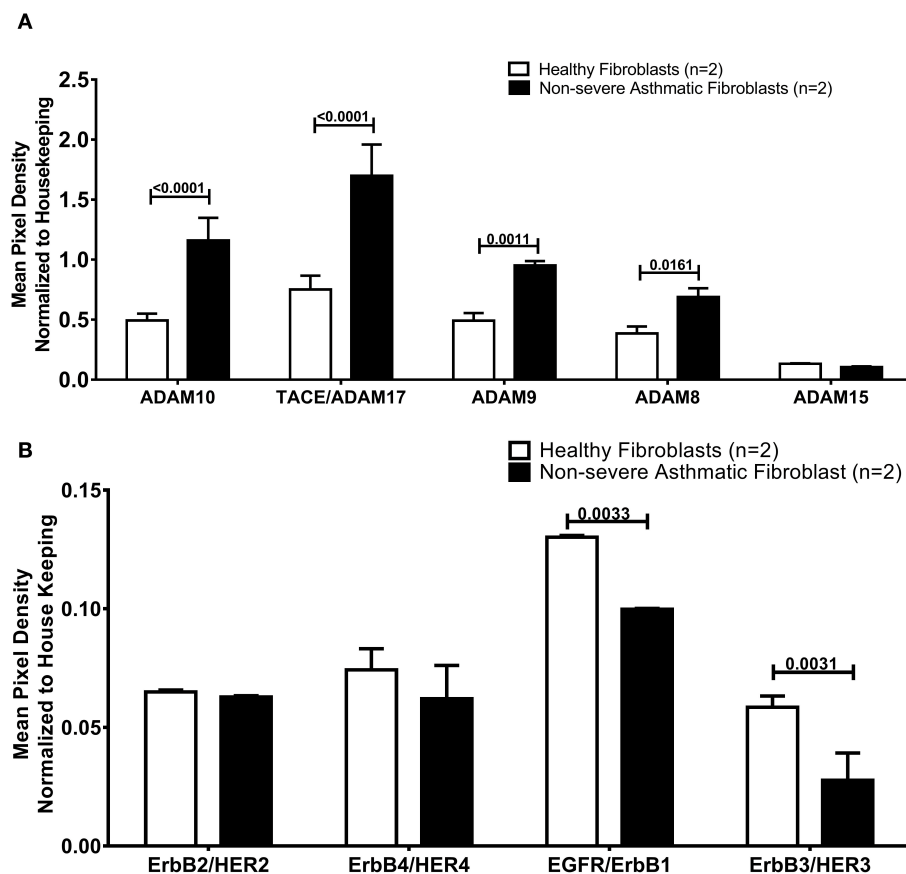 A
Healthy Fibroblasts (n=2)
Non-severe Asthmatic Fibroblasts (n=2)
Mean Pixel Density
Normalized to Housekeeping
2.5
2.0
1.5
1.0
0.5
0.0
<0.0001
<0.0001
0.0011
0.0161
ADAM10 TACE/ADAM17 ADAM9 ADAM8 ADAM15
B
Healthy Fibroblasts (n=2)
Non-severe Asthmatic Fibroblast (n=2)
Mean Pixel Density
Normalized to House Keeping
0.15
0.10
0.05
0.00
0.0033
0.0031
ErbB2/HER2 ErbB4/HER4 EGFR/ErbB1 ErbB3/HER3